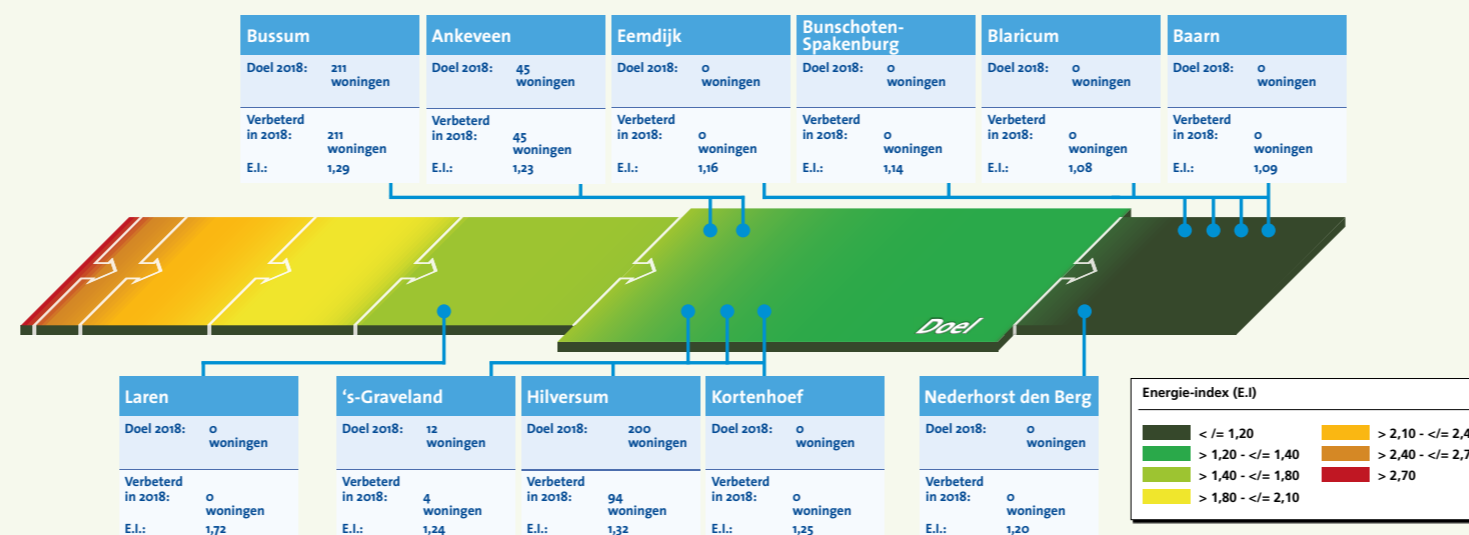 Bussum
Doel 2018: 211
woningen
Verbeterd
in 2018: 211
woningen
E.I.: 1,29
Ankeveen
Doel 2018: 45
woningen
Verbeterd
in 2018: 45
woningen
E.I.: 1,23
Eemdijk
Doel 2018: 0
woningen
Verbeterd
in 2018: 0
woningen
E.I.: 1,16
Bunschoten-
Spakenburg
Doel 2018: 0
woningen
Verbeterd
in 2018: 0
woningen
E.I.: 1,14
Blaricum
Doel 2018: 0
woningen
Verbeterd
in 2018: 0
woningen
E.I.: 1,08
Baarn
Doel 2018: 0
woningen
Verbeterd
in 2018: 0
woningen
E.I.: 1,09
Doel
Laren
Doel 2018: 0
woningen
Verbeterd
in 2018: 0
woningen
E.I.: 1,72
‘s-Graveland
Doel 2018: 12
woningen
Verbeterd
in 2018: 4
woningen
E.I.: 1,24
Hilversum
Doel 2018: 200
woningen
Verbeterd
in 2018: 94
woningen
E.I.: 1,32
Kortenhoef
Doel 2018: 0
woningen
Verbeterd
in 2018: 0
woningen
E.I.: 1,25
Nederhorst den Berg
Doel 2018: 0
woningen
Verbeterd
in 2018: 0
woningen
E.I.: 1,20
Energie-index (E.I)
< /= 1,20
> 1,20 - </= 1,40
> 1,40 - </= 1,80
> 1,80 - </= 2,10
> 2,10 - </= 2,4
> 2,40 - </= 2,7
> 2,70